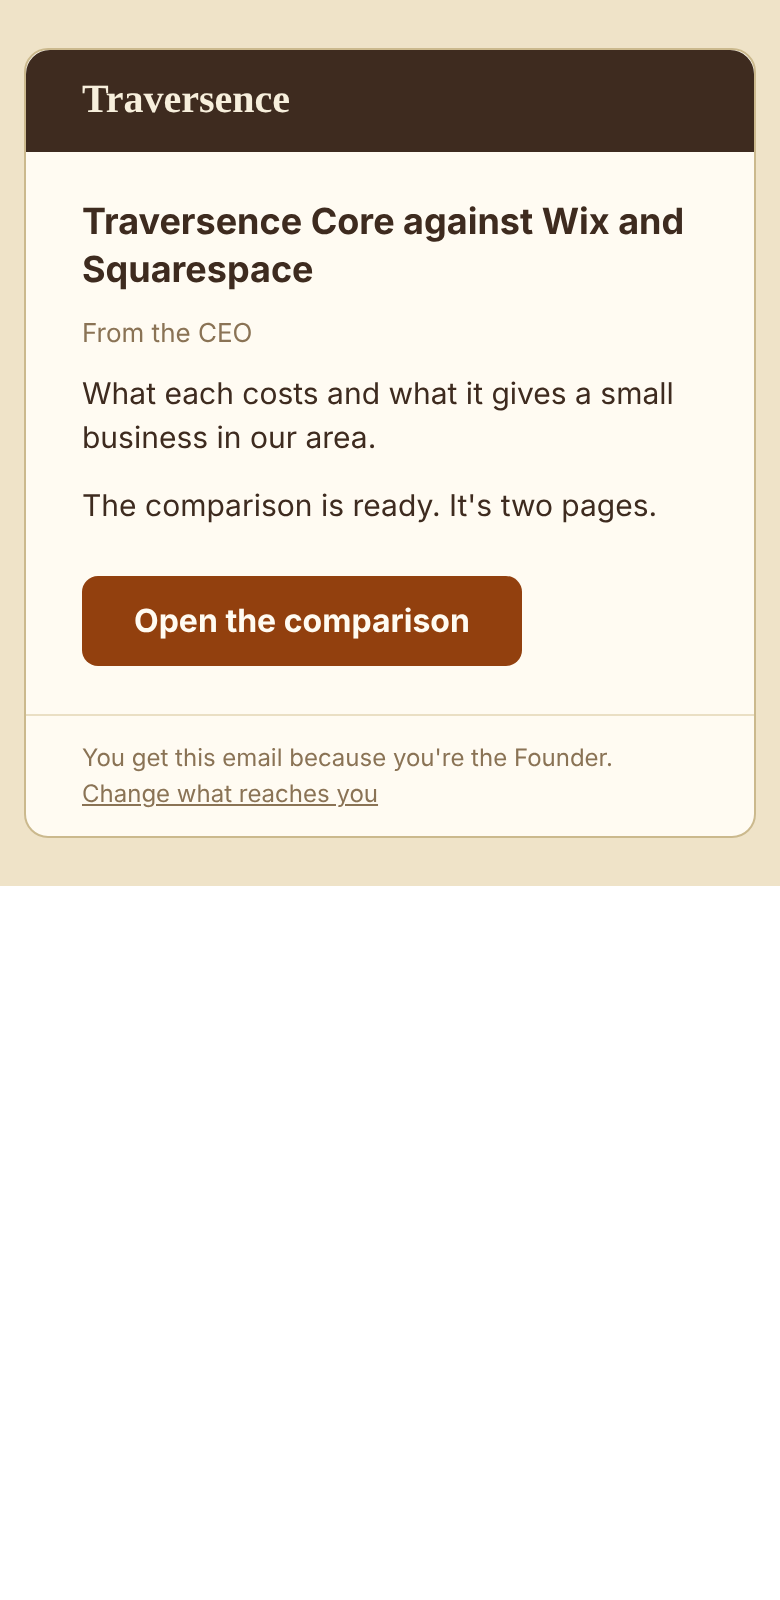 Traversence
Traversence Core against Wix and
Squarespace
From the CEO
What each costs and what it gives a small
business in our area.
The comparison is ready. It's two pages.
Open the comparison
You get this email because you're the Founder.
Change what reaches you